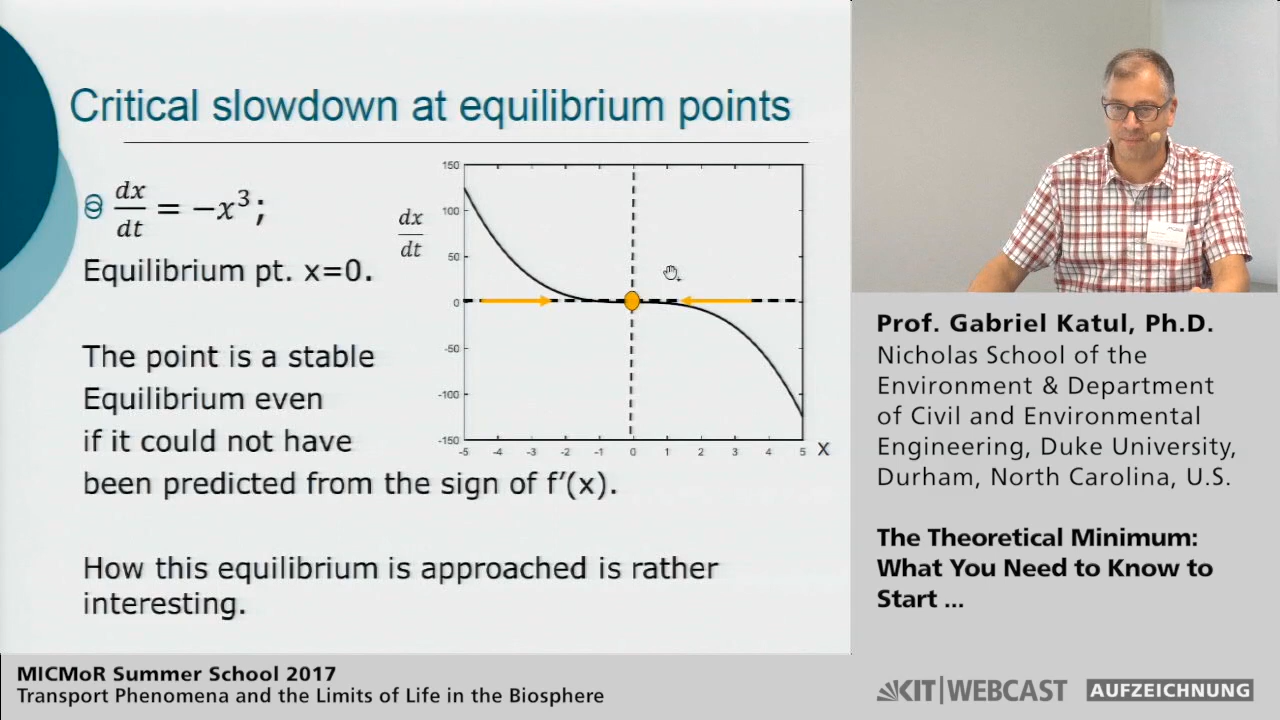 Critical slowdown at equilibrium points
dx/dt = −x³;
Equilibrium pt. x=0.
The point is a stable
Equilibrium even
if it could not have
been predicted from the sign of f’(x).
How this equilibrium is approached is rather
interesting.
dx/dt
150
100
50
0
-50
-100
-150
-5 -4 -3 -2 -1 0 1 2 3 4 5 X
Prof. Gabriel Katul, Ph.D.
Nicholas School of the
Environment & Department
of Civil and Environmental
Engineering, Duke University,
Durham, North Carolina, U.S.
The Theoretical Minimum:
What You Need to Know to
Start ...
MICMoR Summer School 2017
Transport Phenomena and the Limits of Life in the Biosphere
KIT|WEBCAST AUFZEICHNUNG